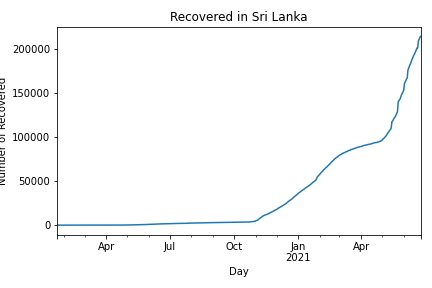 Recovered in Sri Lanka
Number of Recovered
200000
150000
100000
50000
0
Apr
Jul
Oct
Jan
2021
Apr
Day